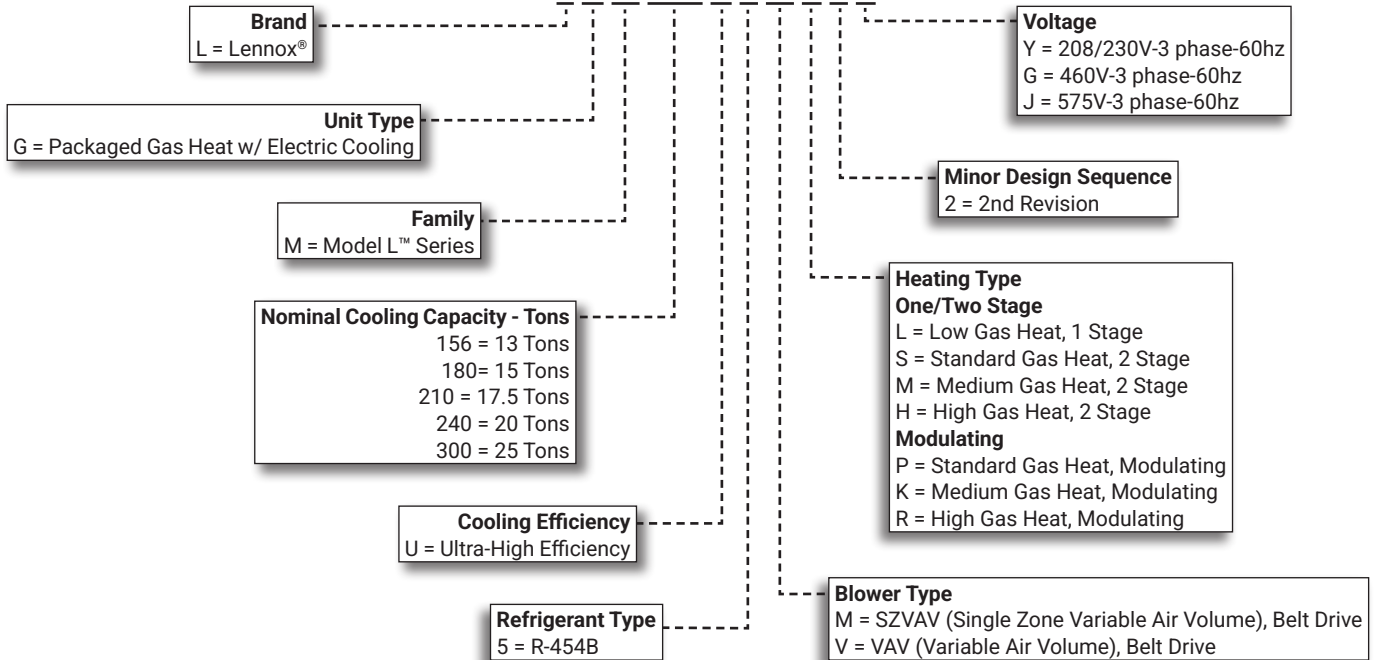 Brand
L = Lennox®
Unit Type
G = Packaged Gas Heat w/ Electric Cooling
Family
M = Model L™ Series
Nominal Cooling Capacity - Tons
156 = 13 Tons
180= 15 Tons
210 = 17.5 Tons
240 = 20 Tons
300 = 25 Tons
Cooling Efficiency
U = Ultra-High Efficiency
Refrigerant Type
5 = R-454B
Voltage
Y = 208/230V-3 phase-60hz
G = 460V-3 phase-60hz
J = 575V-3 phase-60hz
Minor Design Sequence
2 = 2nd Revision
Heating Type
One/Two Stage
L = Low Gas Heat, 1 Stage
S = Standard Gas Heat, 2 Stage
M = Medium Gas Heat, 2 Stage
H = High Gas Heat, 2 Stage
Modulating
P = Standard Gas Heat, Modulating
K = Medium Gas Heat, Modulating
R = High Gas Heat, Modulating
Blower Type
M = SZVAV (Single Zone Variable Air Volume), Belt Drive
V = VAV (Variable Air Volume), Belt Drive